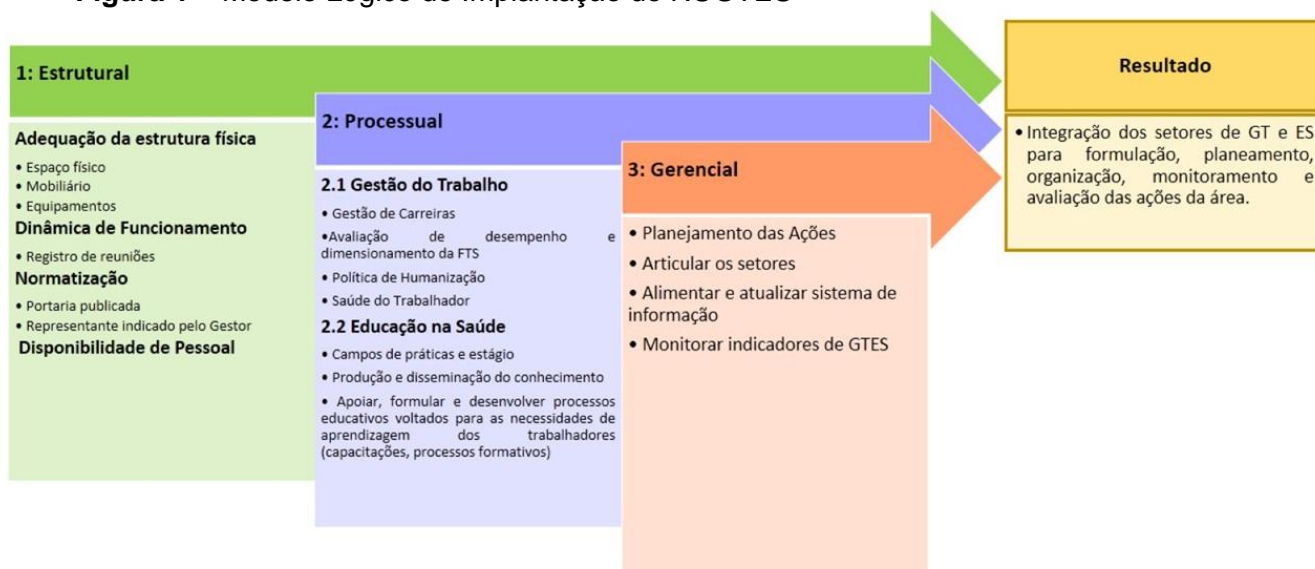 1: Estrutural
Adequação da estrutura física
• Espaço físico
• Mobiliário
• Equipamentos
Dinâmica de Funcionamento
• Registro de reuniões
Normatização
• Portaria publicada
• Representante indicado pelo Gestor
Disponibilidade de Pessoal
2: Processual
2.1 Gestão do Trabalho
• Gestão de Carreiras
•Avaliação de desempenho e
dimensionamento da FTS
• Política de Humanização
• Saúde do Trabalhador
2.2 Educação na Saúde
• Campos de práticas e estágio
• Produção e disseminação do conhecimento
• Apoiar, formular e desenvolver processos
educativos voltados para as necessidades de
aprendizagem dos trabalhadores
(capacitações, processos formativos)
3: Gerencial
• Planejamento das Ações
• Articular os setores
• Alimentar e atualizar sistema de
informação
• Monitorar indicadores de GTES
Resultado
• Integração dos setores de GT e ES
para formulação, planeamento,
organização, monitoramento e
avaliação das ações da área.